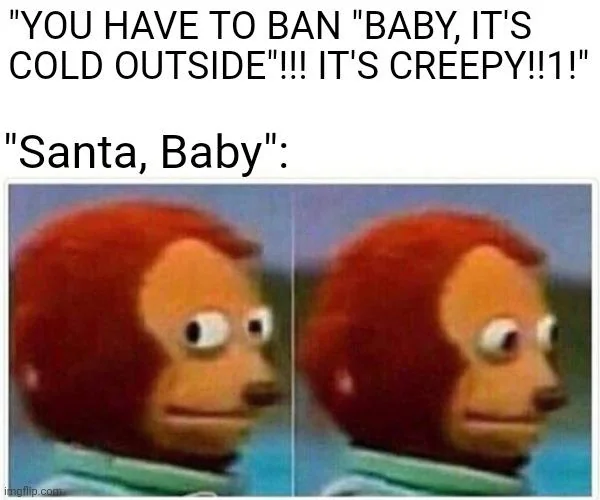 "YOU HAVE TO BAN "BABY, IT'S
COLD OUTSIDE"!!! IT'S CREEPY!!1!"
"Santa, Baby":
imgflip.com